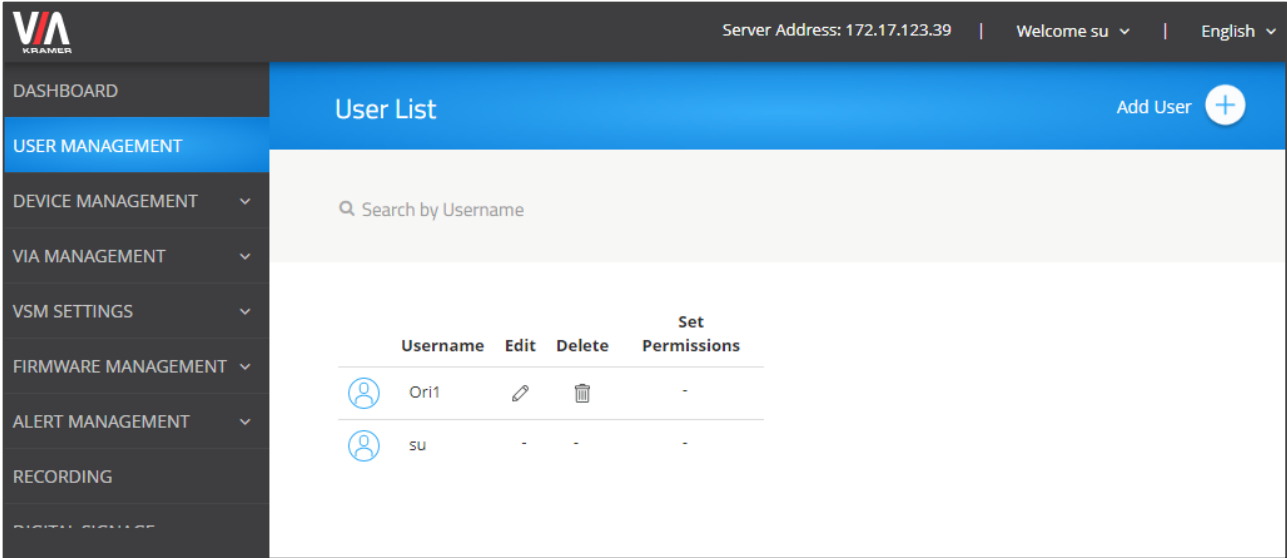 VIA
KRAMER
Server Address: 172.17.123.39 | Welcome su | English
DASHBOARD
USER MANAGEMENT
DEVICE MANAGEMENT
VIA MANAGEMENT
VSM SETTINGS
FIRMWARE MANAGEMENT
ALERT MANAGEMENT
RECORDING
DIGITAL SIGNAGE
User List
Add User
Search by Username
Username Edit Delete Set Permissions
Ori1 -
su - - -